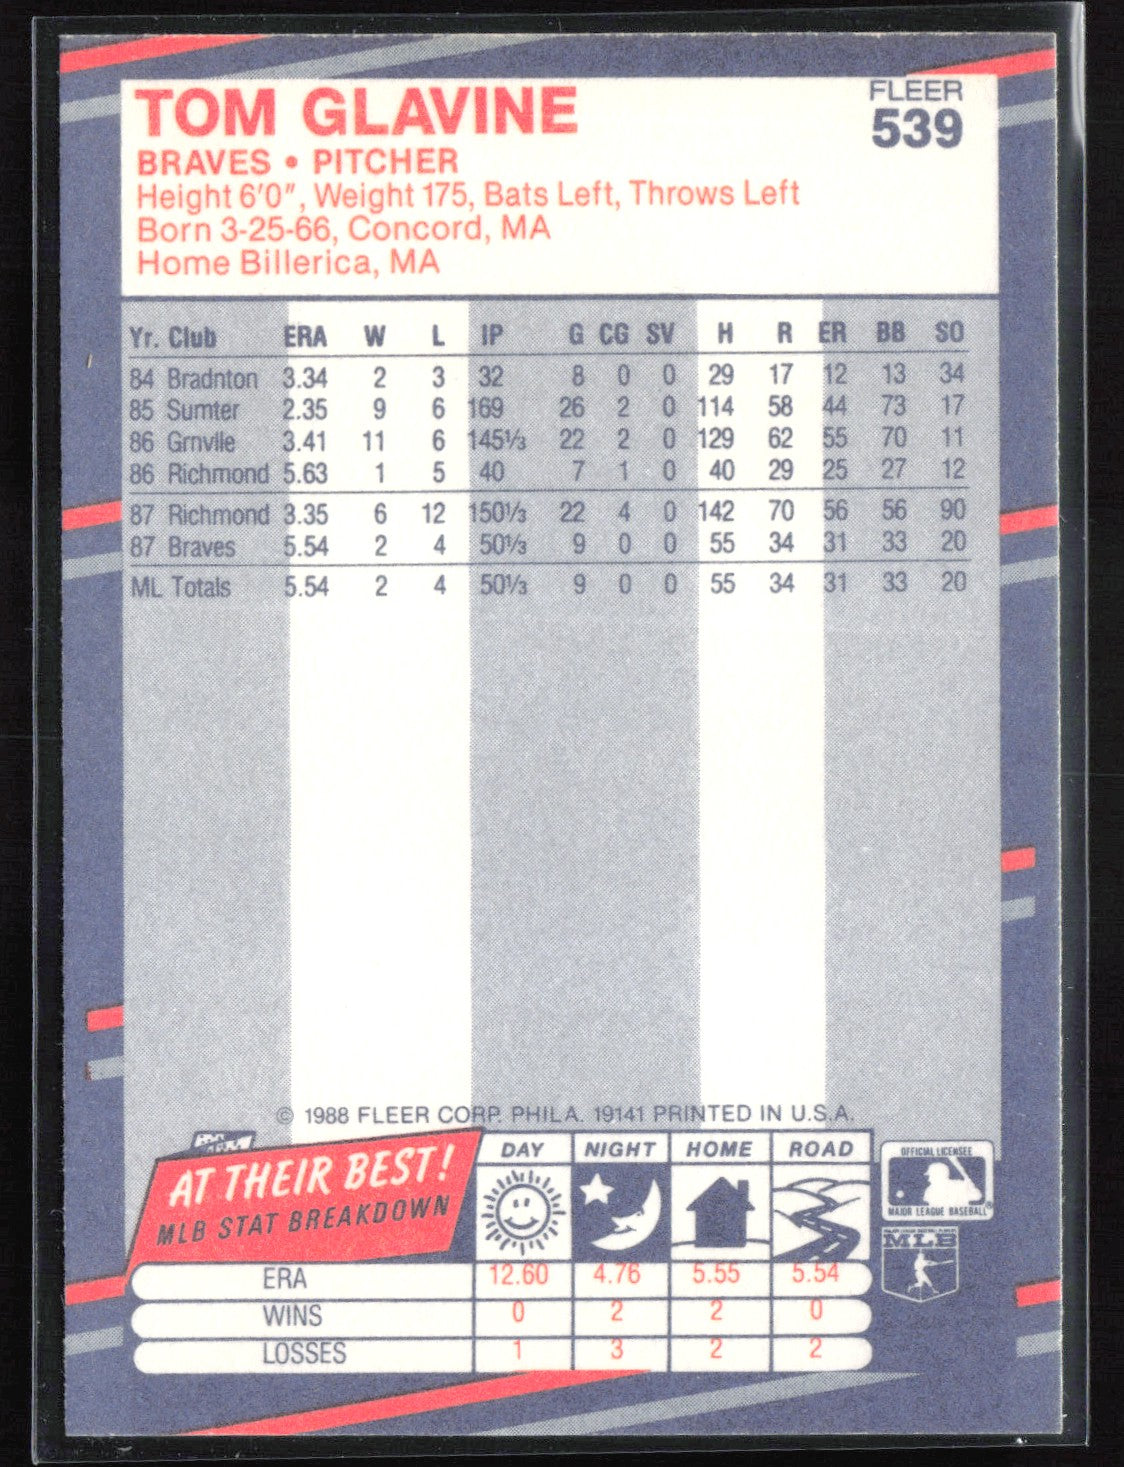 TOM GLAVINE
FLEER
539
BRAVES • PITCHER
Height 6'0", Weight 175, Bats Left, Throws Left
Born 3-25-66, Concord, MA
Home Billerica, MA
Yr. Club ERA W L IP G CG SV H R ER BB SO
84 Bradnton 3.34 2 3 32 8 0 0 29 17 12 13 34
85 Sumter 2.35 9 6 169 26 2 0 114 58 44 73 17
86 Grnvlle 3.41 11 6 145⅓ 22 2 0 129 62 55 70 11
86 Richmond 5.63 1 5 40 7 1 0 40 29 25 27 12
87 Richmond 3.35 6 12 150⅓ 22 4 0 142 70 56 56 90
87 Braves 5.54 2 4 50⅓ 9 0 0 55 34 31 33 20
ML Totals 5.54 2 4 50⅓ 9 0 0 55 34 31 33 20
© 1988 FLEER CORP. PHILA. 19141 PRINTED IN U.S.A.
AT THEIR BEST!
MLB STAT BREAKDOWN
DAY NIGHT HOME ROAD
ERA 12.60 4.76 5.55 5.54
WINS 0 2 2 0
LOSSES 1 3 2 2
OFFICIAL LICENSEE
MAJOR LEAGUE BASEBALL®
MLB